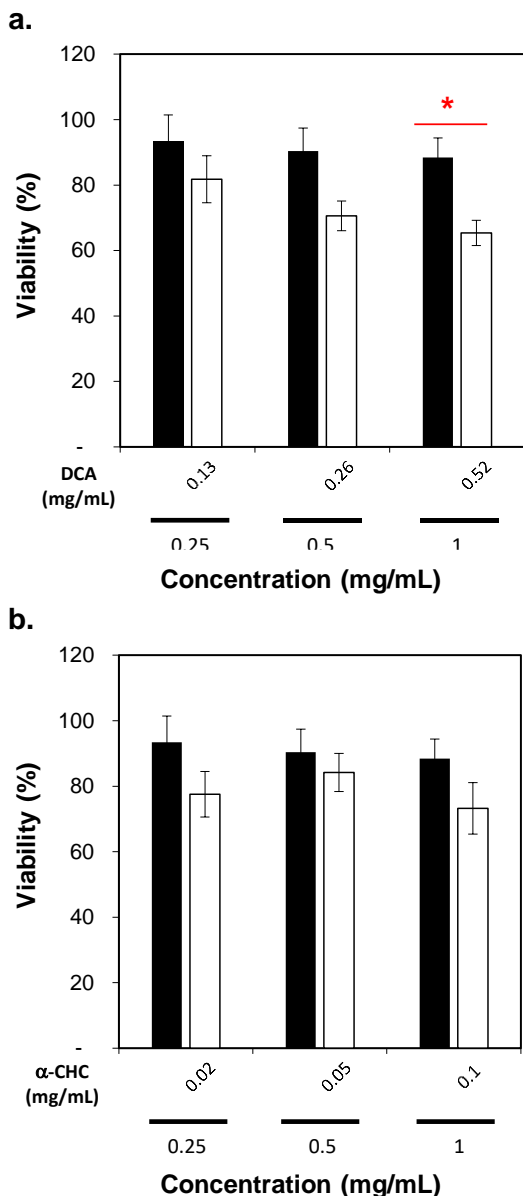 a.
120
100
80
60
40
20
-
Viability (%)
*
DCA
(mg/mL)
0.13
0.26
0.52
0.25
0.5
1
Concentration (mg/mL)
b.
120
100
80
60
40
20
-
Viability (%)
α-CHC
(mg/mL)
0.02
0.05
0.1
0.25
0.5
1
Concentration (mg/mL)